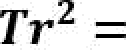 Tr² =